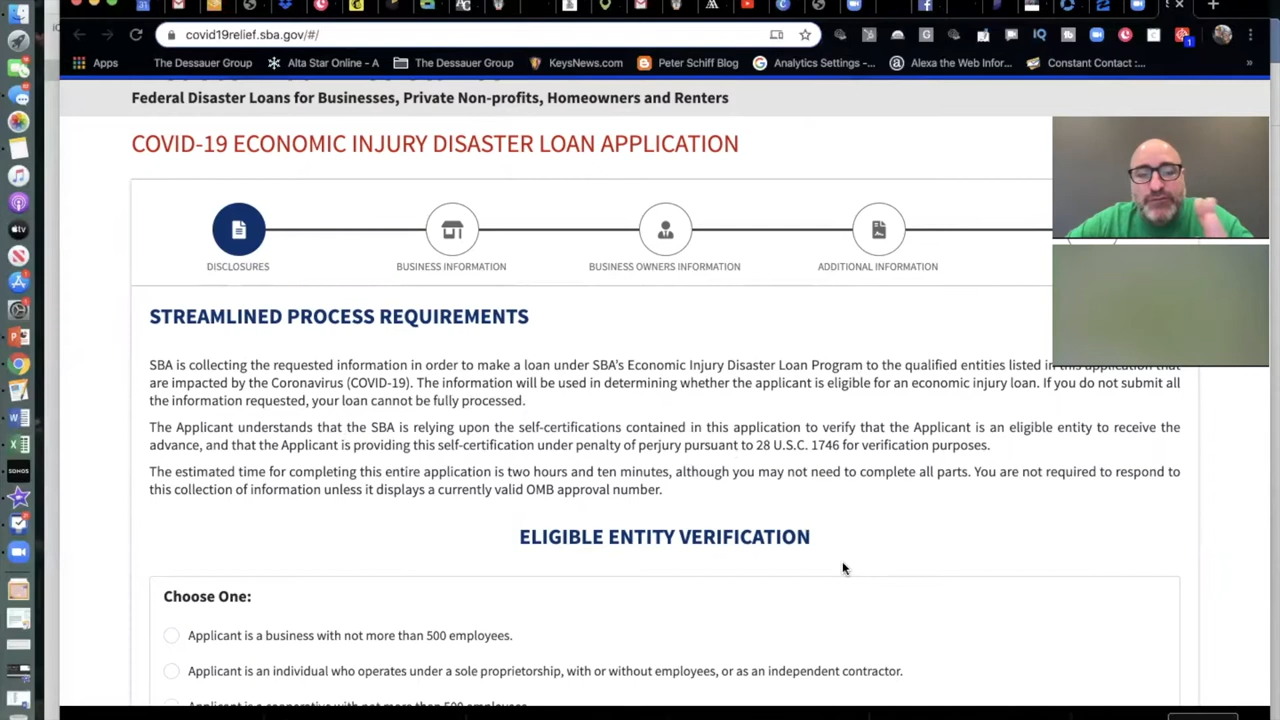 covid19relief.sba.gov/#/
Apps The Dessauer Group Alta Star Online - A The Dessauer Group KeysNews.com Peter Schiff Blog Analytics Settings -... Alexa the Web Infor... Constant Contact :... »
Federal Disaster Loans for Businesses, Private Non-profits, Homeowners and Renters
COVID-19 ECONOMIC INJURY DISASTER LOAN APPLICATION
DISCLOSURES BUSINESS INFORMATION BUSINESS OWNERS INFORMATION ADDITIONAL INFORMATION
STREAMLINED PROCESS REQUIREMENTS
SBA is collecting the requested information in order to make a loan under SBA's Economic Injury Disaster Loan Program to the qualified entities listed in this application that
are impacted by the Coronavirus (COVID-19). The information will be used in determining whether the applicant is eligible for an economic injury loan. If you do not submit all
the information requested, your loan cannot be fully processed.
The Applicant understands that the SBA is relying upon the self-certifications contained in this application to verify that the Applicant is an eligible entity to receive the
advance, and that the Applicant is providing this self-certification under penalty of perjury pursuant to 28 U.S.C. 1746 for verification purposes.
The estimated time for completing this entire application is two hours and ten minutes, although you may not need to complete all parts. You are not required to respond to
this collection of information unless it displays a currently valid OMB approval number.
ELIGIBLE ENTITY VERIFICATION
Choose One:
Applicant is a business with not more than 500 employees.
Applicant is an individual who operates under a sole proprietorship, with or without employees, or as an independent contractor.
Applicant is a cooperative with not more than 500 employees.